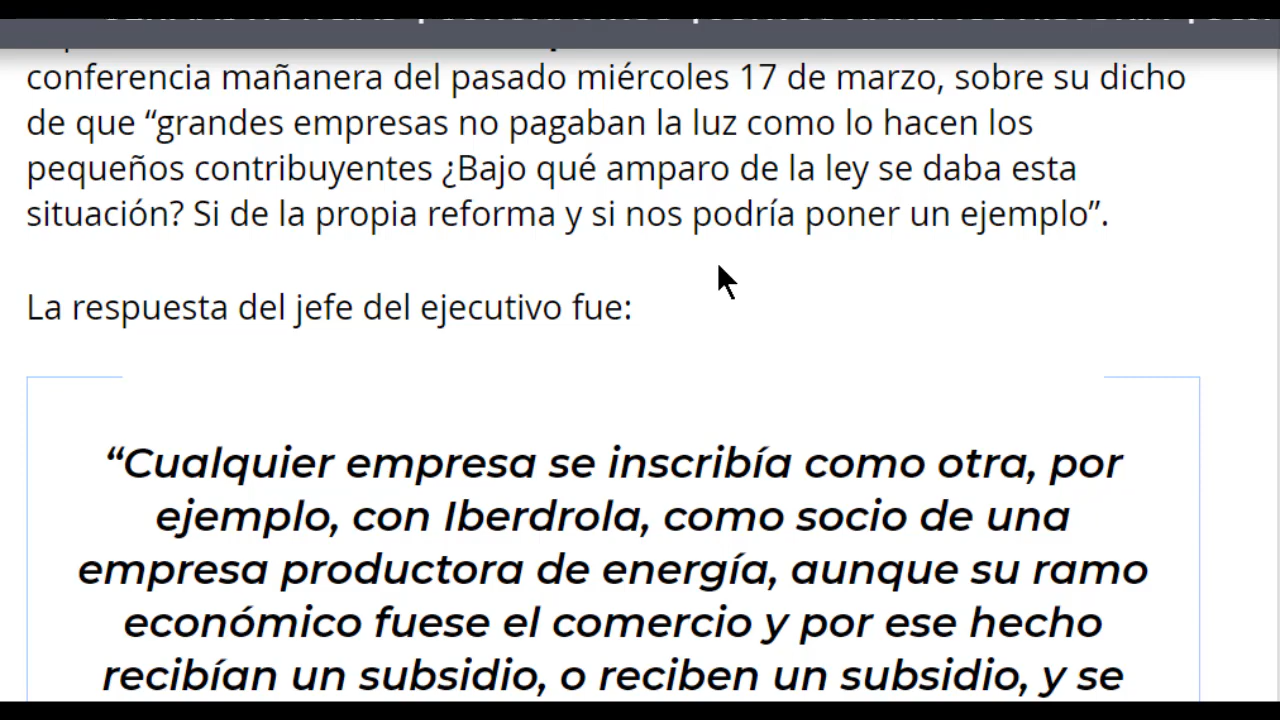 conferencia mañanera del pasado miércoles 17 de marzo, sobre su dicho
de que “grandes empresas no pagaban la luz como lo hacen los
pequeños contribuyentes ¿Bajo qué amparo de la ley se daba esta
situación? Si de la propia reforma y si nos podría poner un ejemplo”.
La respuesta del jefe del ejecutivo fue:
“Cualquier empresa se inscribía como otra, por
ejemplo, con Iberdrola, como socio de una
empresa productora de energía, aunque su ramo
económico fuese el comercio y por ese hecho
recibían un subsidio, o reciben un subsidio, y se